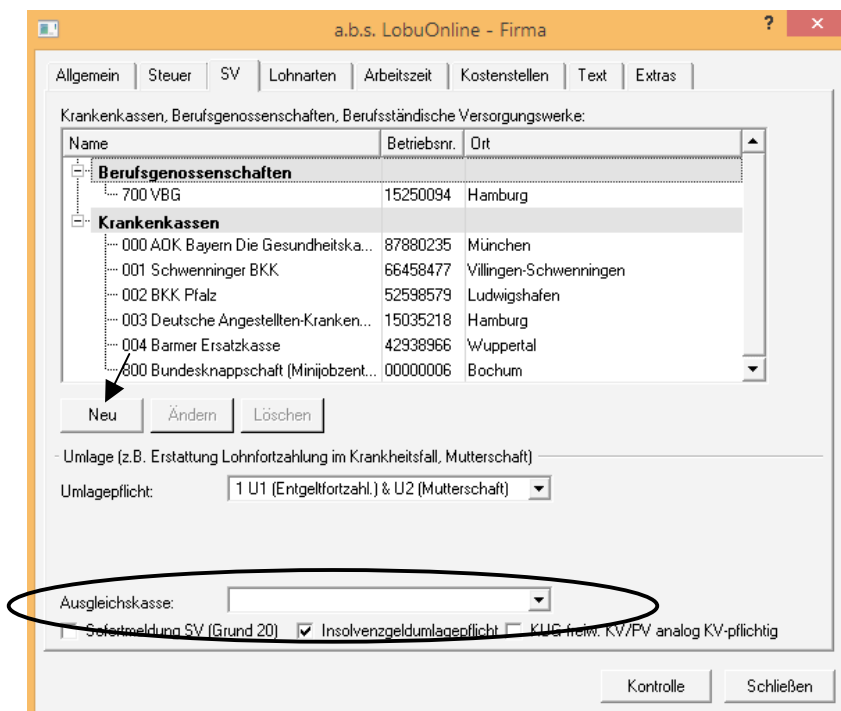 a.b.s. LobuOnline - Firma ? ×
Allgemein Steuer SV Lohnarten Arbeitszeit Kostenstellen Text Extras
Krankenkassen, Berufsgenossenschaften, Berufsständische Versorgungswerke:
Name Betriebsnr. Ort
Berufsgenossenschaften
700 VBG 15250094 Hamburg
Krankenkassen
000 AOK Bayern Die Gesundheitska... 87880235 München
001 Schwenninger BKK 66458477 Villingen-Schwenningen
002 BKK Pfalz 52598579 Ludwigshafen
003 Deutsche Angestellten-Kranken... 15035218 Hamburg
004 Barmer Ersatzkasse 42938966 Wuppertal
800 Bundesknappschaft (Minijobzent... 00000006 Bochum
Neu Ändern Löschen
Umlage (z.B. Erstattung Lohnfortzahlung im Krankheitsfall, Mutterschaft)
Umlagepflicht: 1 U1 (Entgeltfortzahl.) & U2 (Mutterschaft)
Ausgleichskasse:
Sofortmeldung SV (Grund 20) Insolvenzgeldumlagepflicht KUG freiw. KV/PV analog KV-pflichtig
Kontrolle Schließen